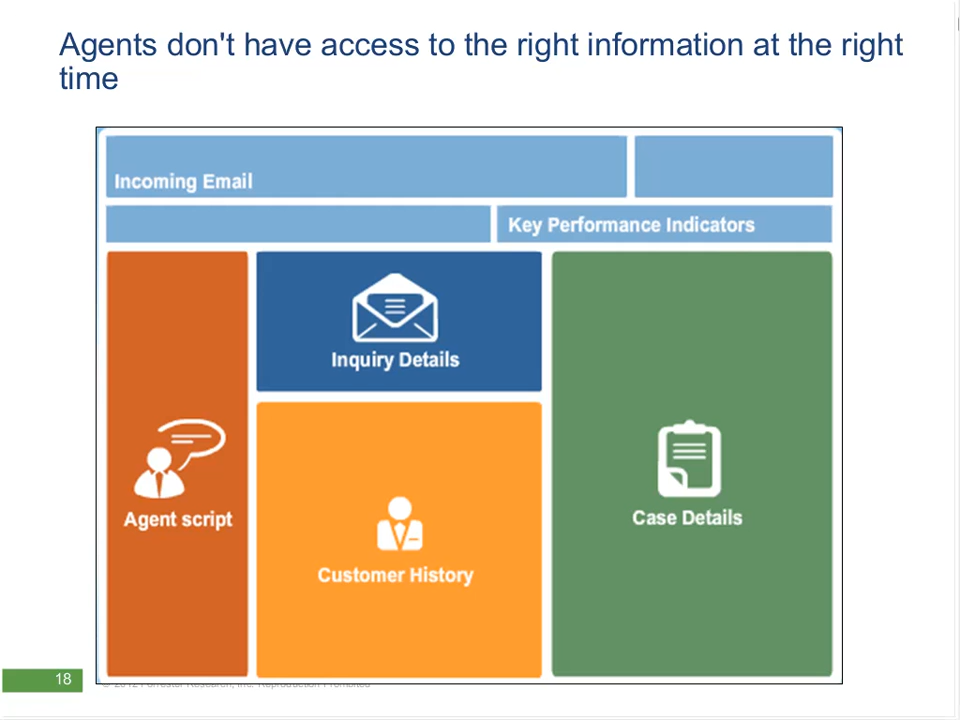 Agents don't have access to the right information at the right
time
Incoming Email
Key Performance Indicators
Inquiry Details
Agent script
Customer History
Case Details
18